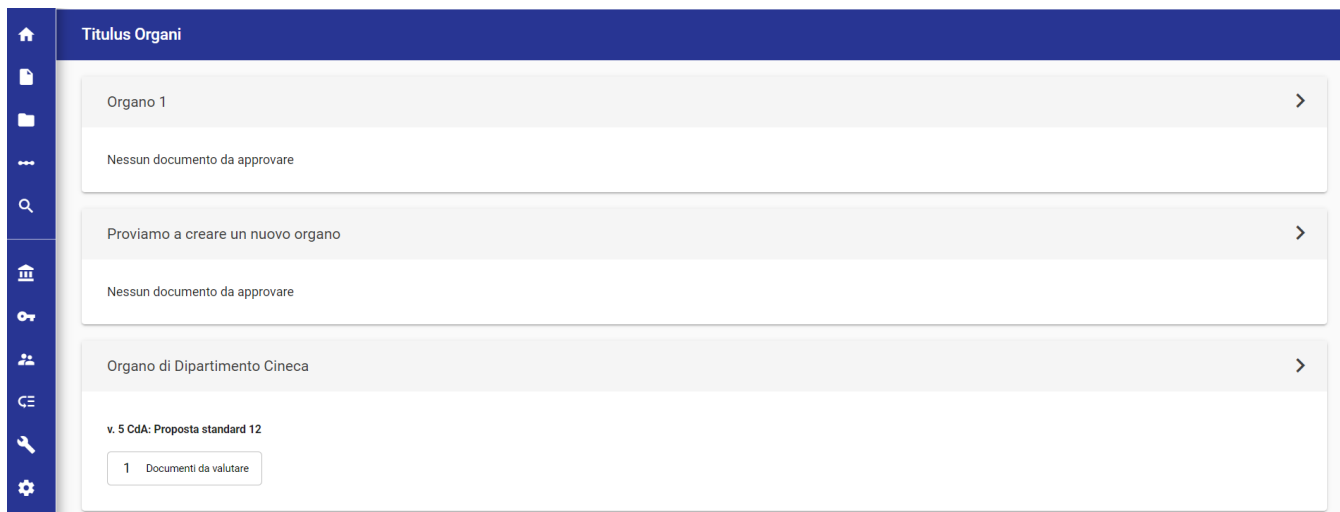 Titulus Organi
Organo 1
Nessun documento da approvare
Proviamo a creare un nuovo organo
Nessun documento da approvare
Organo di Dipartimento Cineca
v. 5 CdA: Proposta standard 12
1 Documenti da valutare